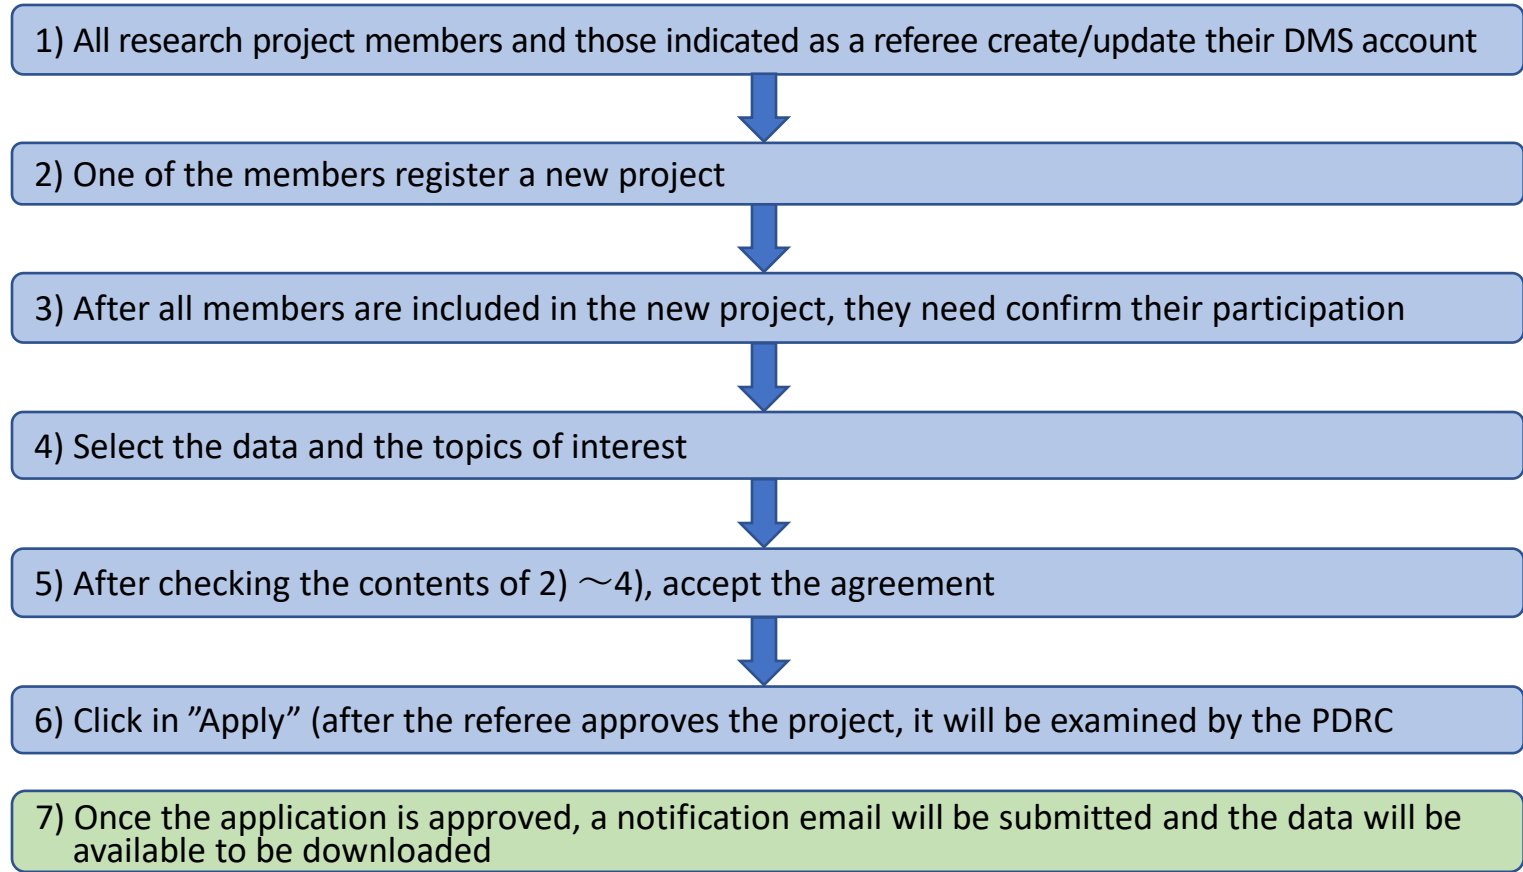 1) All research project members and those indicated as a referee create/update their DMS account
2) One of the members register a new project
3) After all members are included in the new project, they need confirm their participation
4) Select the data and the topics of interest
5) After checking the contents of 2) ～4), accept the agreement
6) Click in ”Apply” (after the referee approves the project, it will be examined by the PDRC
7) Once the application is approved, a notification email will be submitted and the data will be
available to be downloaded